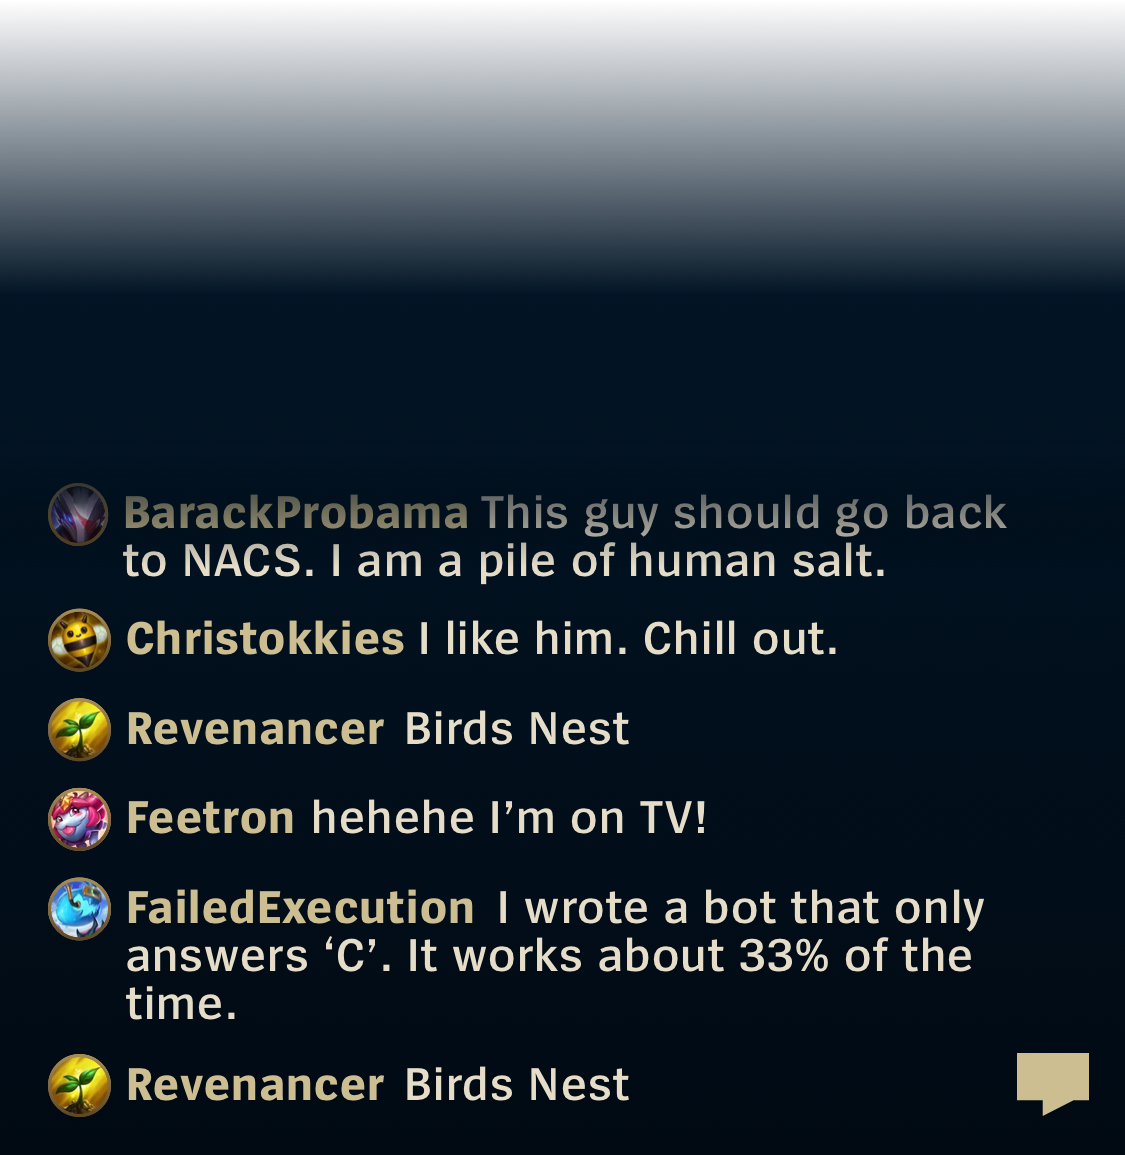 BarackProbama This guy should go back
to NACS. I am a pile of human salt.
Christokkies I like him. Chill out.
Revenancer Birds Nest
Feetron hehehe I’m on TV!
FailedExecution I wrote a bot that only
answers ‘C’. It works about 33% of the
time.
Revenancer Birds Nest